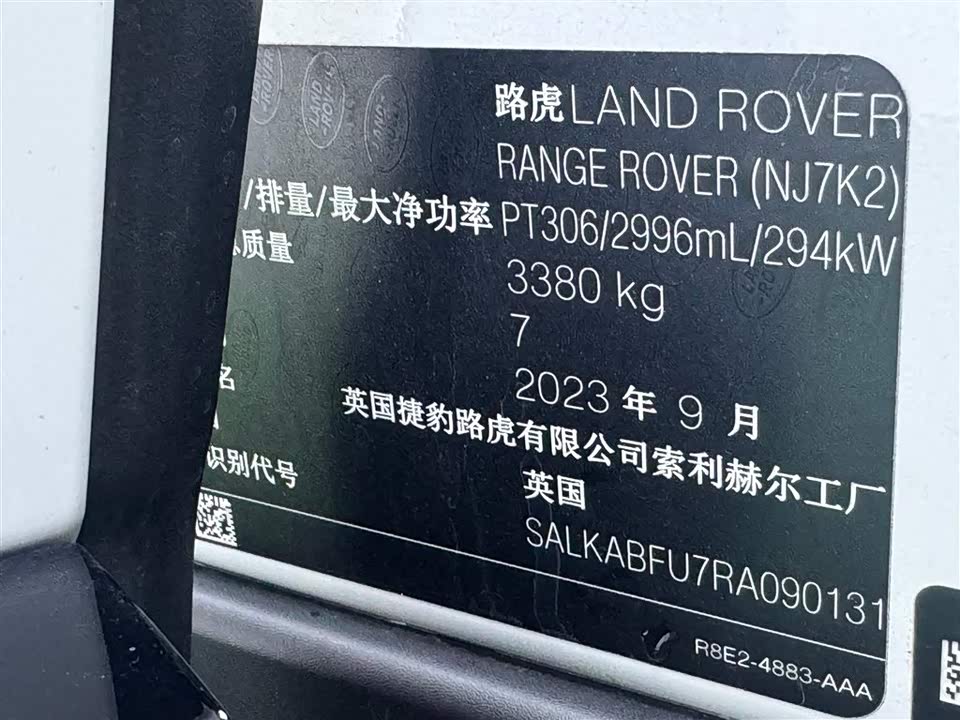 路虎LAND ROVER
RANGE ROVER (NJ7K2)
/排量/最大净功率 PT306/2996mL/294kW
质量 3380 kg
7
名 2023 年 9 月
英国捷豹路虎有限公司索利赫尔工厂
识别代号 英国
SALKABFU7RA090131
R8E2-4883-AAA